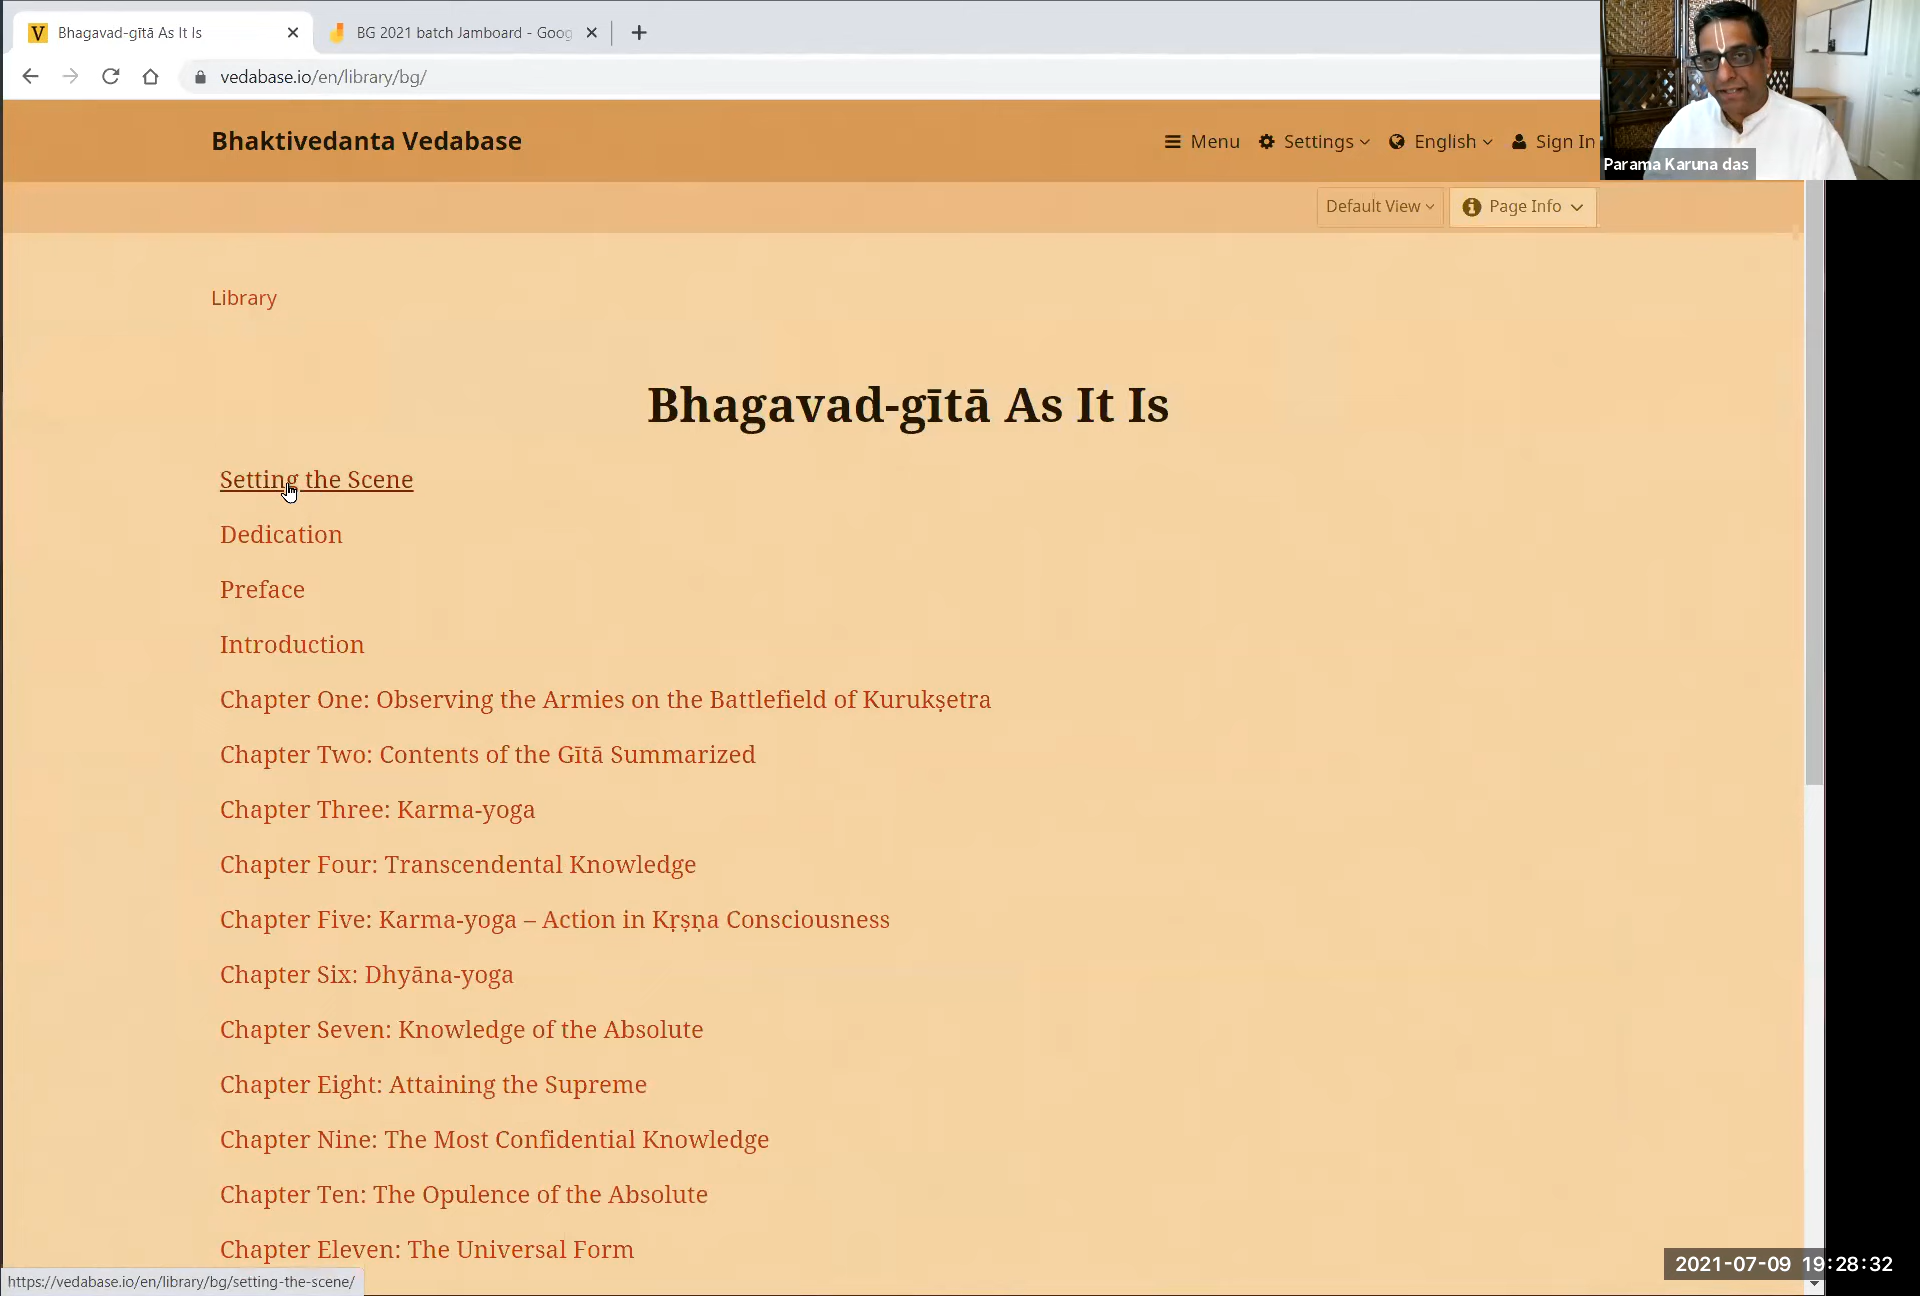 Bhagavad-gītā As It Is
BG 2021 batch Jamboard - Goog
vedabase.io/en/library/bg/
Bhaktivedanta Vedabase
Menu
Settings
English
Sign In
Parama Karuna das
Default View
Page Info
Library
Bhagavad-gītā As It Is
Setting the Scene
Dedication
Preface
Introduction
Chapter One: Observing the Armies on the Battlefield of Kurukṣetra
Chapter Two: Contents of the Gītā Summarized
Chapter Three: Karma-yoga
Chapter Four: Transcendental Knowledge
Chapter Five: Karma-yoga – Action in Kṛṣṇa Consciousness
Chapter Six: Dhyāna-yoga
Chapter Seven: Knowledge of the Absolute
Chapter Eight: Attaining the Supreme
Chapter Nine: The Most Confidential Knowledge
Chapter Ten: The Opulence of the Absolute
Chapter Eleven: The Universal Form
https://vedabase.io/en/library/bg/setting-the-scene/
2021-07-09 19:28:32